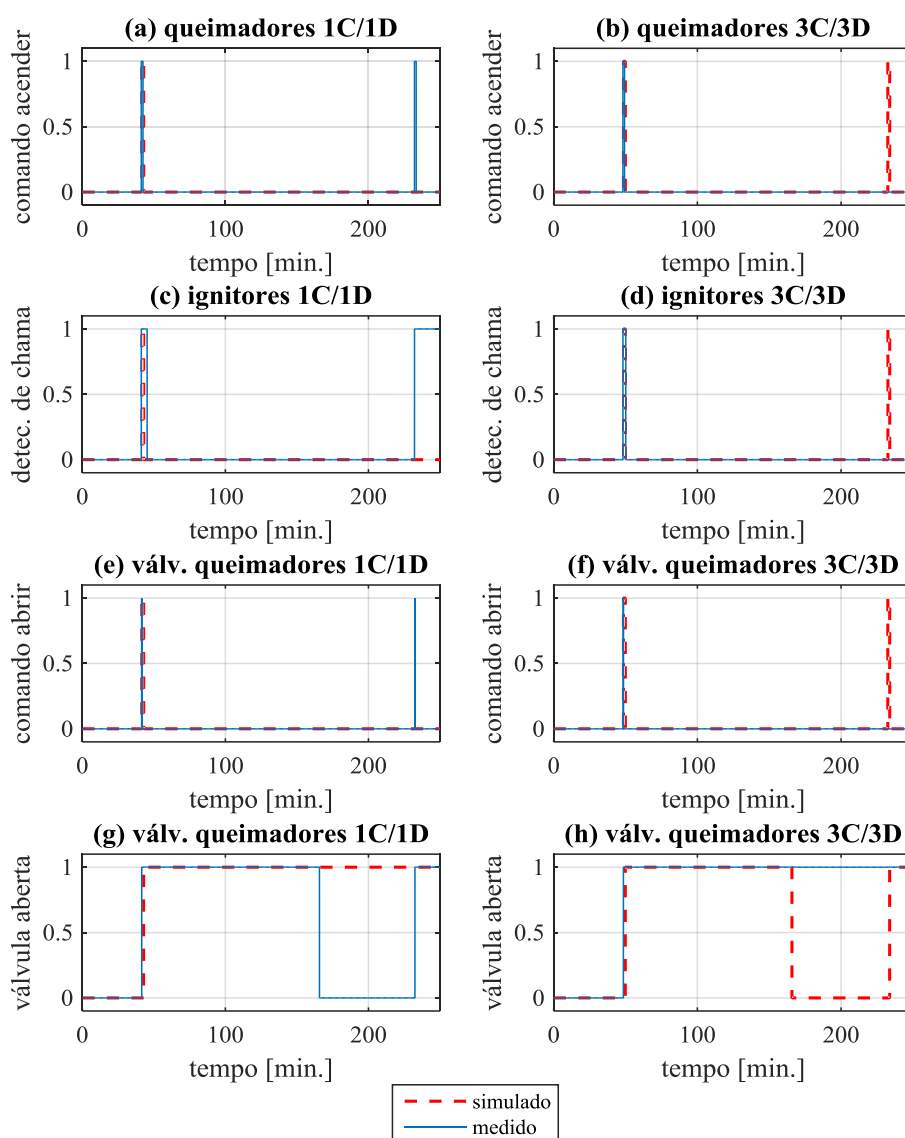 (a) queimadores 1C/1D
comando acender
1
0.5
0
0 100 200
tempo [min.]
(b) queimadores 3C/3D
comando acender
1
0.5
0
0 100 200
tempo [min.]
(c) ignitores 1C/1D
detec. de chama
1
0.5
0
0 100 200
tempo [min.]
(d) ignitores 3C/3D
detec. de chama
1
0.5
0
0 100 200
tempo [min.]
(e) válv. queimadores 1C/1D
comando abrir
1
0.5
0
0 100 200
tempo [min.]
(f) válv. queimadores 3C/3D
comando abrir
1
0.5
0
0 100 200
tempo [min.]
(g) válv. queimadores 1C/1D
válvula aberta
1
0.5
0
0 100 200
tempo [min.]
(h) válv. queimadores 3C/3D
válvula aberta
1
0.5
0
0 100 200
tempo [min.]
simulado
medido